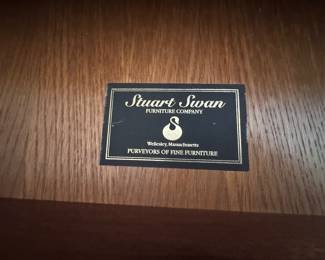 Stuart Swan
FURNITURE COMPANY
Wellesley, Massachusetts
PURVEYORS OF FINE FURNITURE